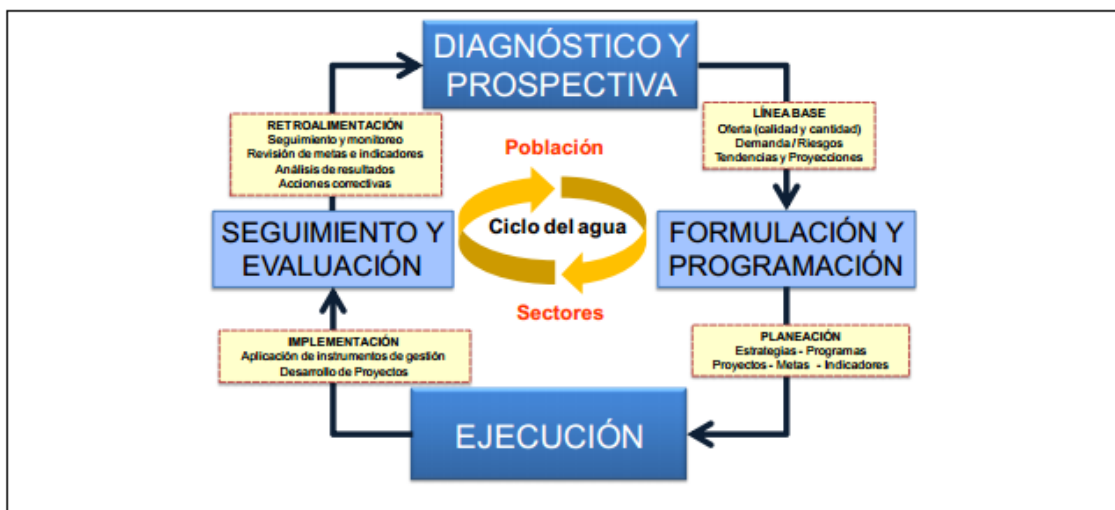 DIAGNÓSTICO Y
PROSPECTIVA
LÍNEA BASE
Oferta (calidad y cantidad)
Demanda / Riesgos
Tendencias y Proyecciones
FORMULACIÓN Y
PROGRAMACIÓN
PLANEACIÓN
Estrategias - Programas
Proyectos - Metas - Indicadores
EJECUCIÓN
IMPLEMENTACIÓN
Aplicación de instrumentos de gestión
Desarrollo de Proyectos
SEGUIMIENTO Y
EVALUACIÓN
RETROALIMENTACIÓN
Seguimiento y monitoreo
Revisión de metas e indicadores
Análisis de resultados
Acciones correctivas
Población
Ciclo del agua
Sectores